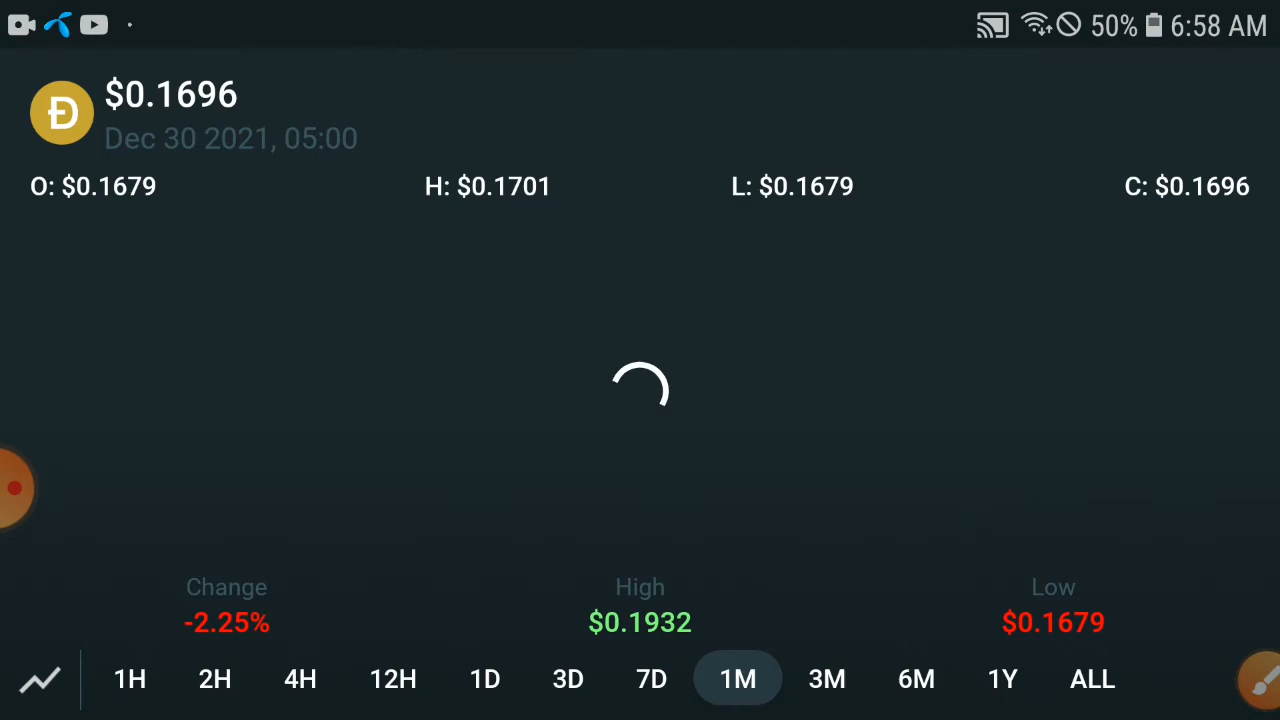 50% 6:58 AM
$0.1696
Dec 30 2021, 05:00
O: $0.1679 H: $0.1701 L: $0.1679 C: $0.1696
Change High Low
-2.25% $0.1932 $0.1679
1H 2H 4H 12H 1D 3D 7D 1M 3M 6M 1Y ALL